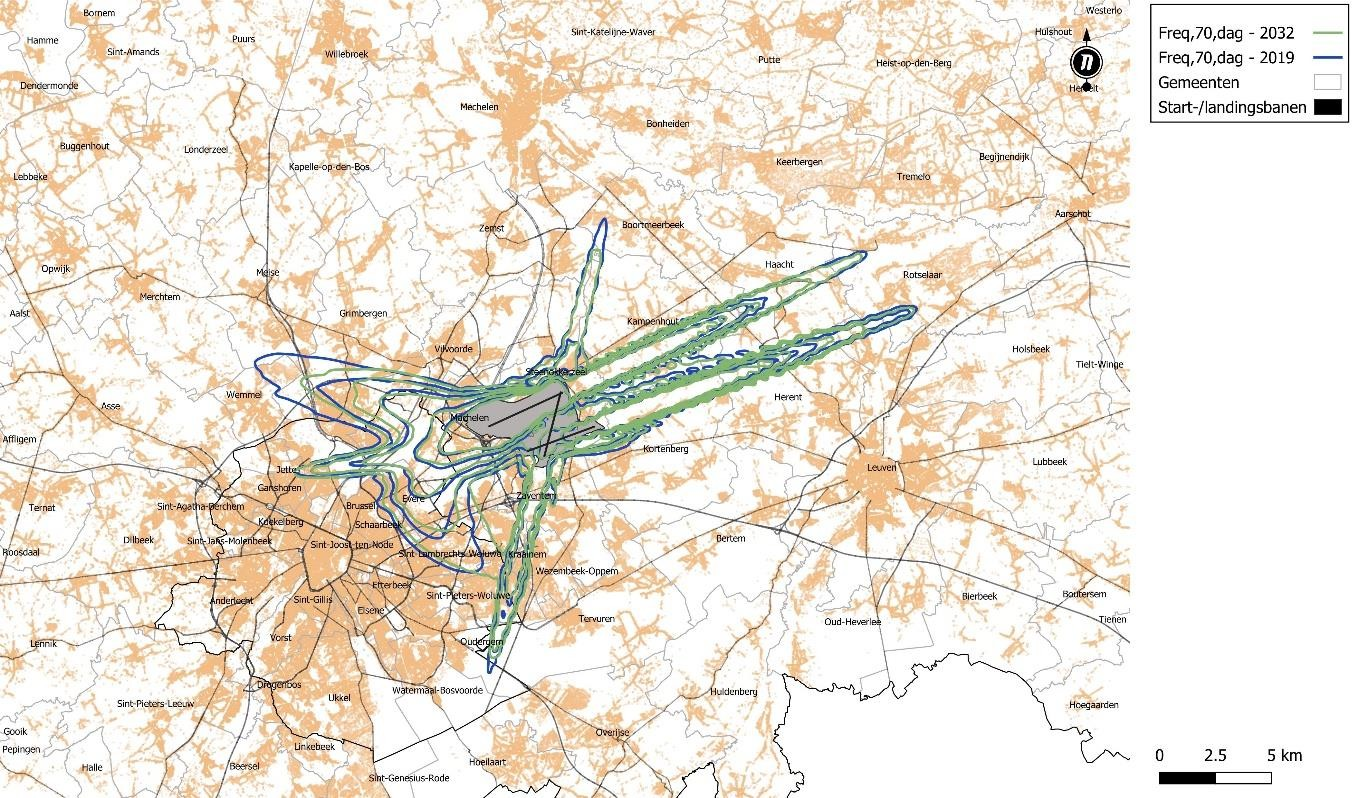 Bornem
Westerlo
Hamme
Puurs
Sint-Katelijne-Waver
Hulshout
Sint-Amands
Willebroek
Putte
Heist-op-den-Berg
n
Dendermonde
Mechelen
Bonheiden
Buggenhout
Londerzeel
Kapelle-op-den-Bos
Keerbergen
Begijnendijk
Lebbeke
Tremelo
Aarschot
Zemst
Boortmeerbeek
Opwijk
Meise
Haacht
Rotselaar
Merchtem
Aalst
Grimbergen
Kampenhout
Vilvoorde
Holsbeek
Steenokkerzeel
Tielt-Winge
Wemmel
Herent
Asse
Machelen
Affligem
Kortenberg
Jette
Leuven
Lubbeek
Ganshoren
Evere
Zaventem
Ternat
Sint-Agatha-Berchem
Brussel
Koekelberg
Schaarbeek
Dilbeek
Sint-Jans-Molenbeek
Sint-Joost-ten-Node
Bertem
Roosdaal
Sint-Lambrechts-Woluwe
Kraainem
Wezembeek-Oppem
Etterbeek
Anderlecht
Sint-Gillis
Sint-Pieters-Woluwe
Bierbeek
Boutersem
Elsene
Tervuren
Oud-Heverlee
Tienen
Vorst
Oudergem
Lennik
Drogenbos
Watermaal-Bosvoorde
Huldenberg
Sint-Pieters-Leeuw
Ukkel
Hoegaarden
Gooik
Overijse
Pepingen
Linkebeek
Halle
Beersel
Hoeilaart
Sint-Genesius-Rode
Freq,70,dag - 2032
Freq,70,dag - 2019
Gemeenten
Start-/landingsbanen
0 2.5 5 km